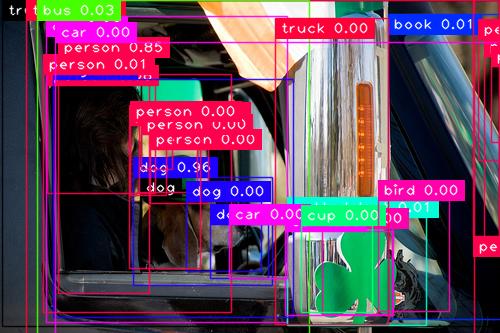 bus 0.03
car 0.00
truck 0.00
book 0.01
person 0.85
person 0.01
person 0.00
person 0.00
person 0.00
dog 0.96
dog
dog 0.00
bird 0.00
car 0.00
cup 0.00